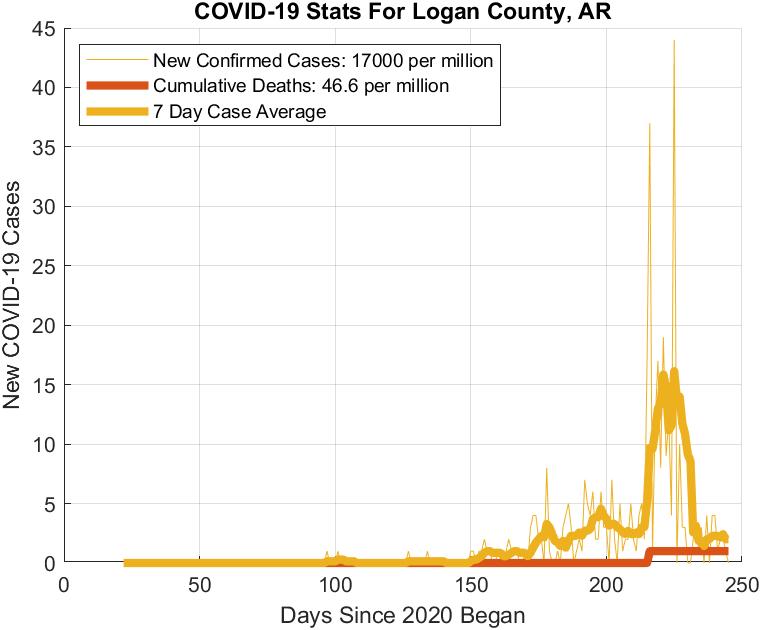 COVID-19 Stats For Logan County, AR
New Confirmed Cases: 17000 per million
Cumulative Deaths: 46.6 per million
7 Day Case Average
New COVID-19 Cases
45
40
35
30
25
20
15
10
5
0
0 50 100 150 200 250
Days Since 2020 Began